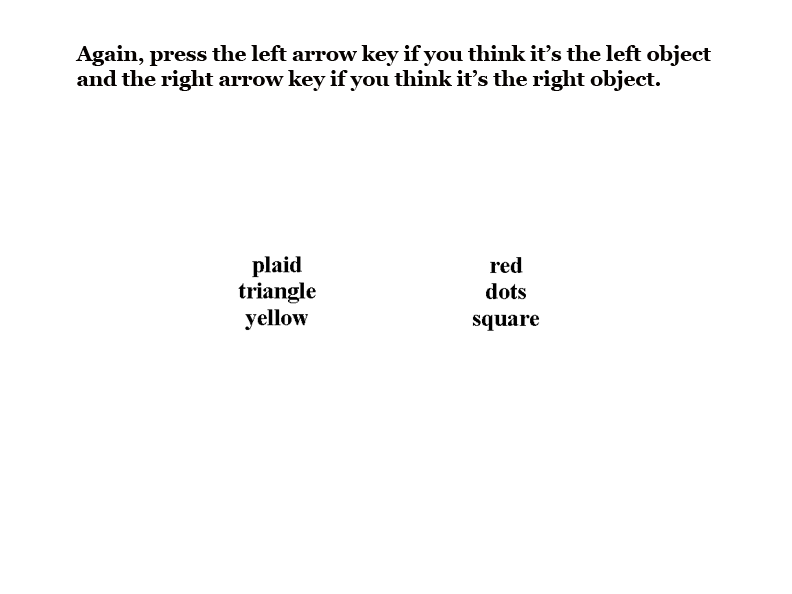 Again, press the left arrow key if you think it’s the left object
and the right arrow key if you think it’s the right object.
plaid
triangle
yellow
red
dots
square